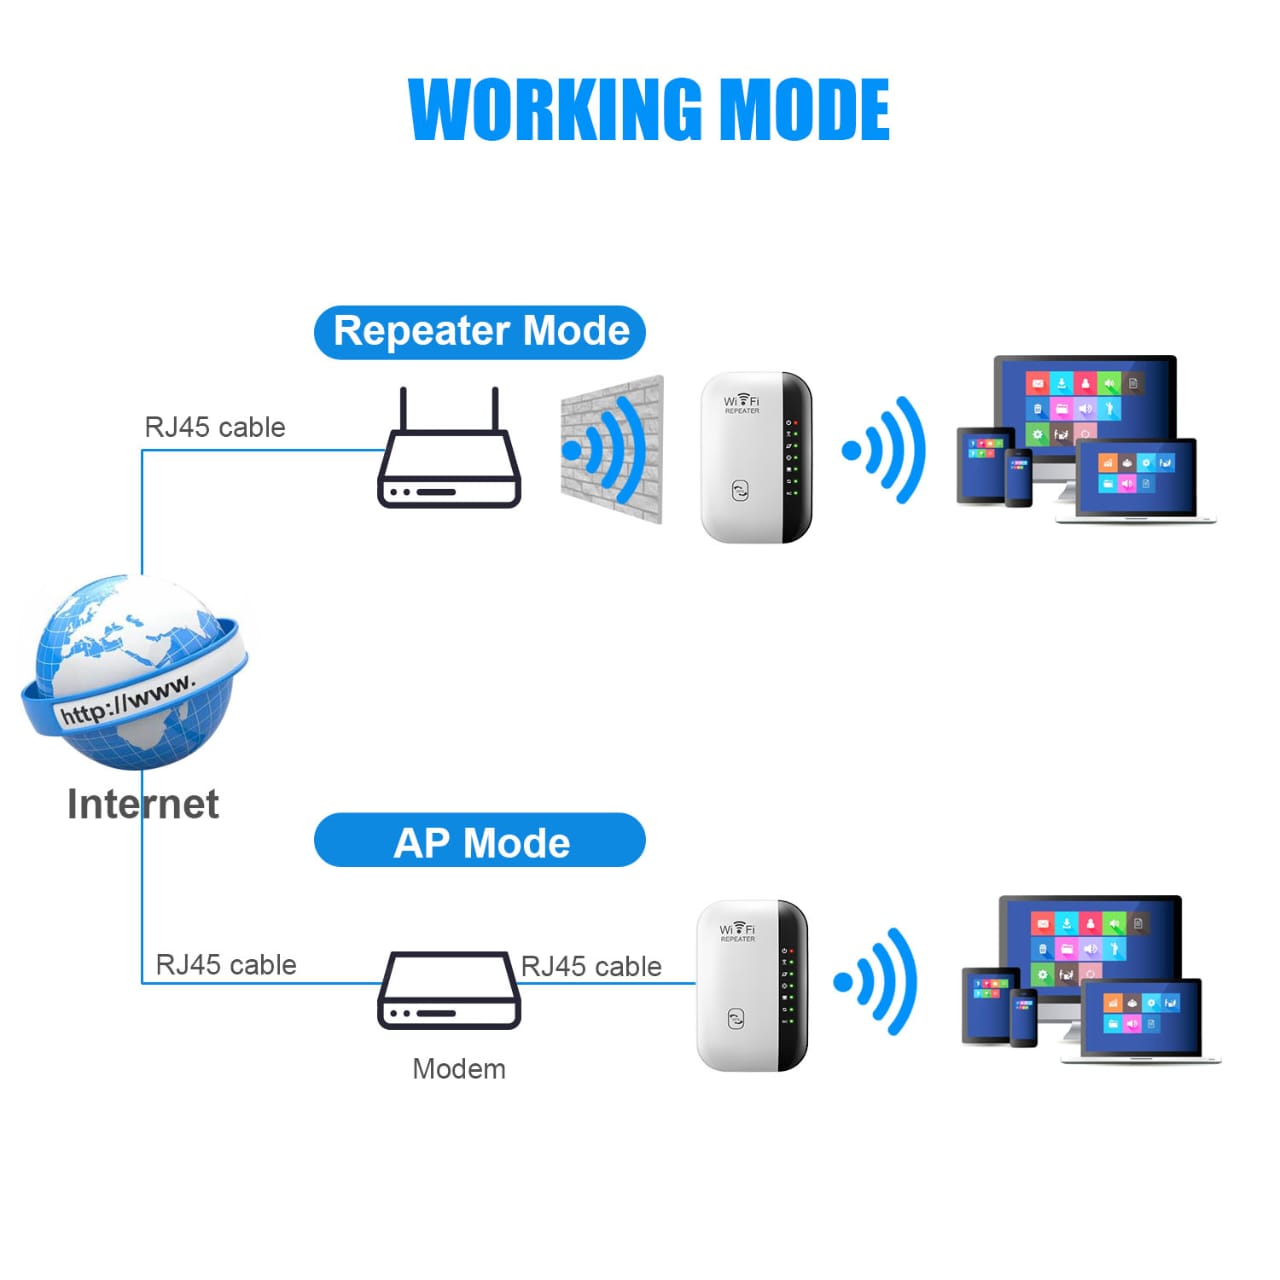 WORKING MODE
Repeater Mode
RJ45 cable
WiFi
REPEATER
http://www.
Internet
AP Mode
RJ45 cable
RJ45 cable
WiFi
REPEATER
Modem